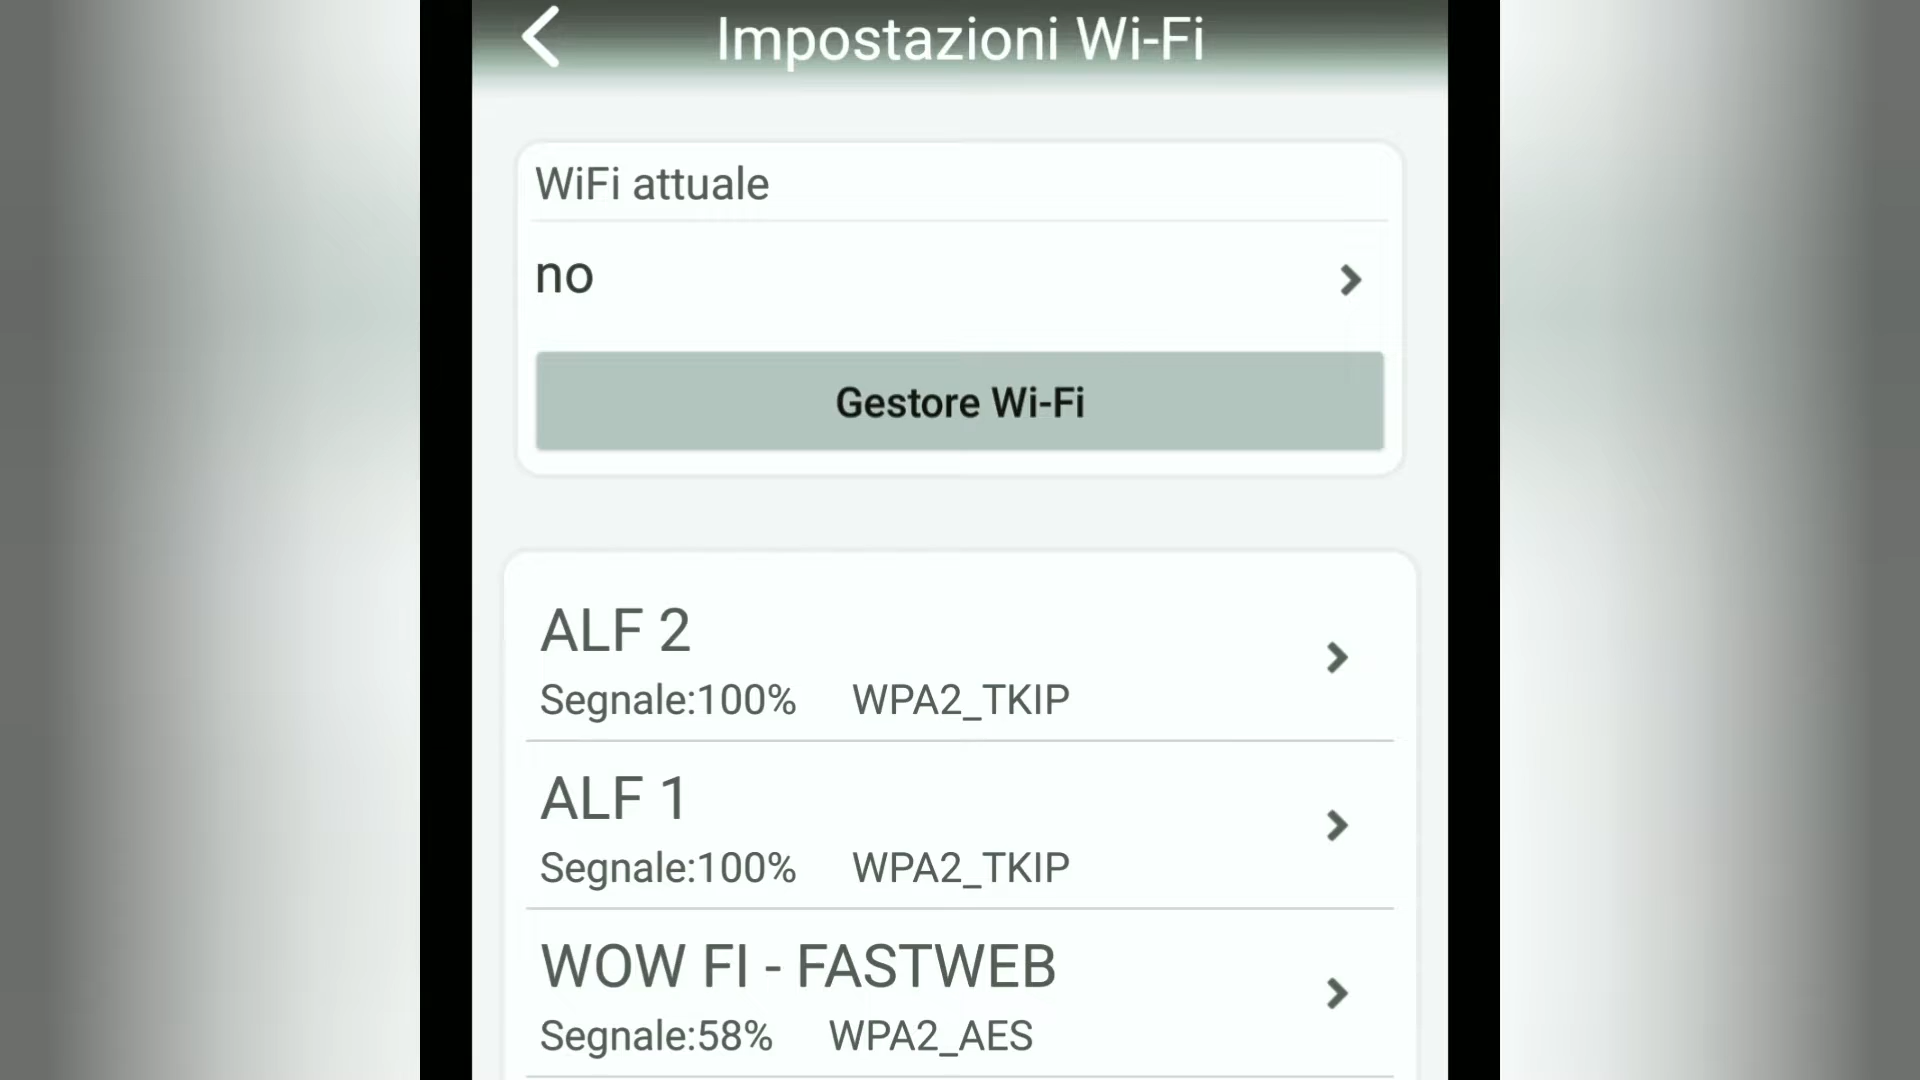 Impostazioni Wi-Fi
WiFi attuale
no
Gestore Wi-Fi
ALF 2
Segnale:100% WPA2_TKIP
ALF 1
Segnale:100% WPA2_TKIP
WOW FI - FASTWEB
Segnale:58% WPA2_AES